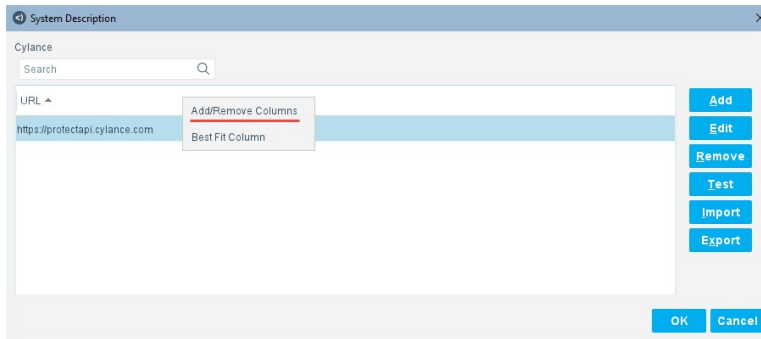 System Description
Cylance
Search
URL
Add/Remove Columns
https://protectapi.cylance.com
Best Fit Column
Add
Edit
Remove
Test
Import
Export
OK Cancel